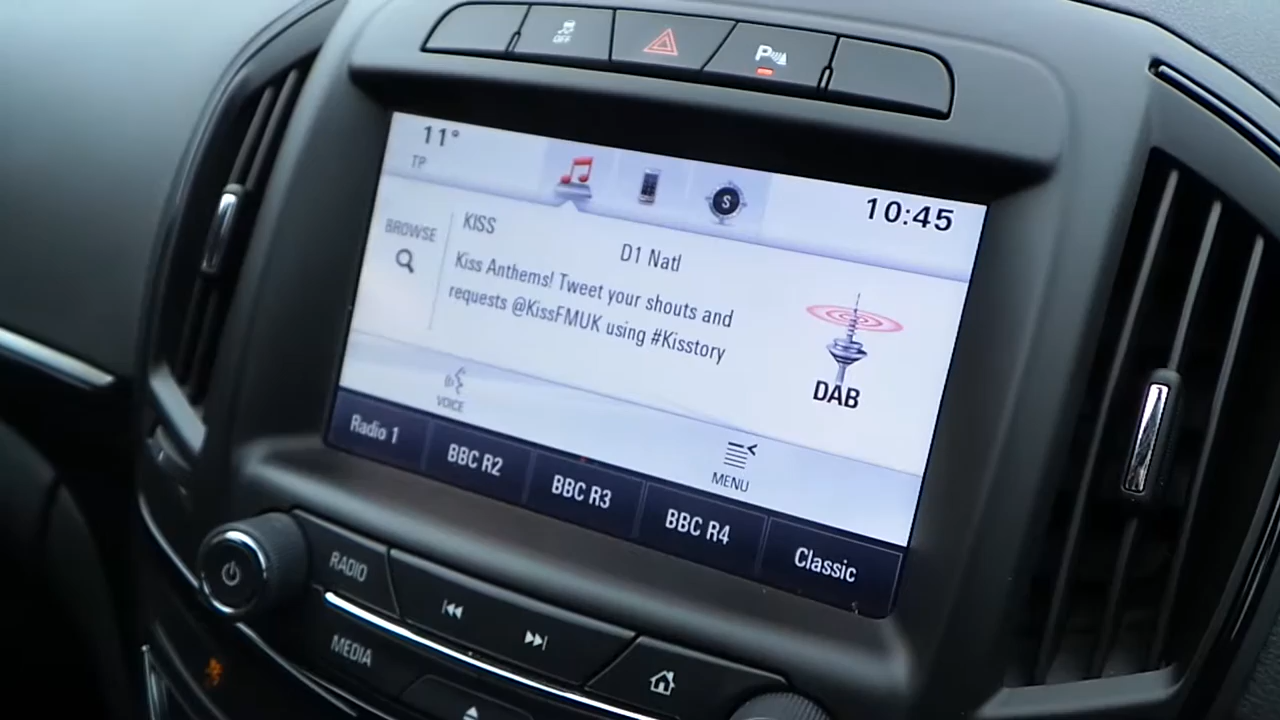 OFF
P
11°
TP
S
10:45
BROWSE
KISS
D1 Natl
Kiss Anthems! Tweet your shouts and
requests @KissFMUK using #Kisstory
DAB
VOICE
MENU
Radio 1
BBC R2
BBC R3
BBC R4
Classic
RADIO
MEDIA